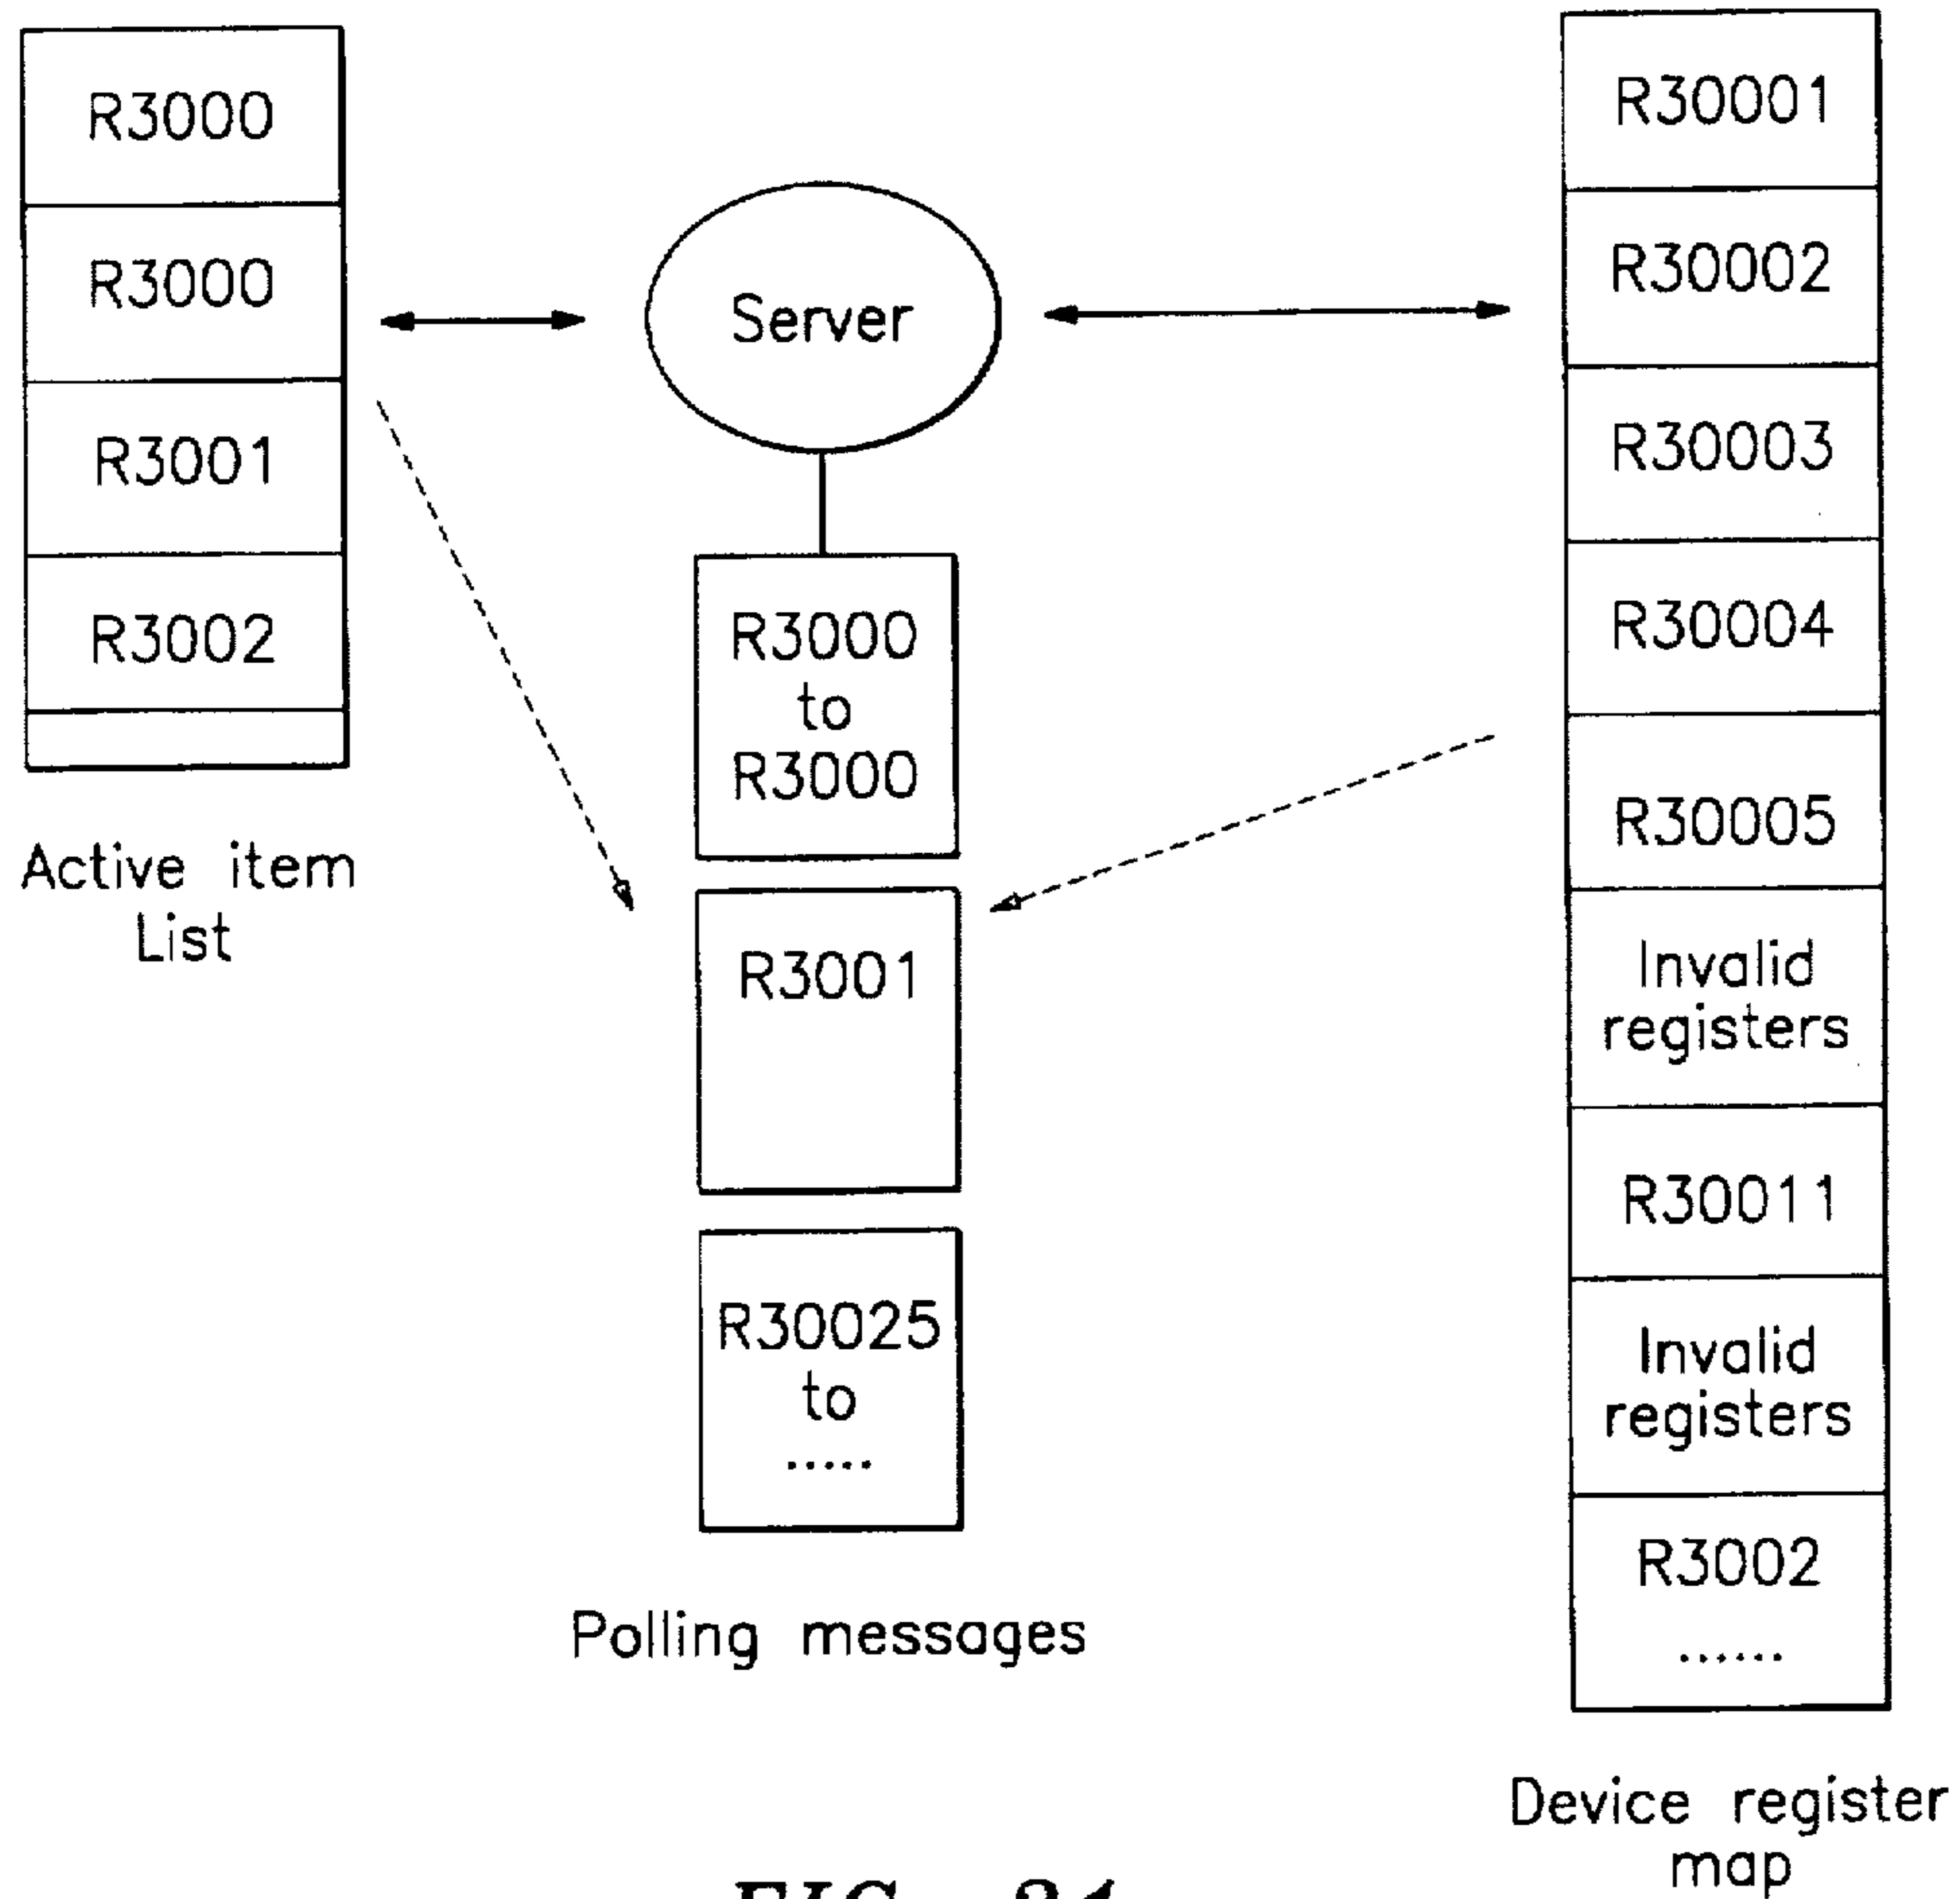 R3000
R3000
R3001
R3002
Active item
List
Server
R3000
to
R3000
R3001
R30025
to
.....
Polling messages
R30001
R30002
R30003
R30004
R30005
Invalid
registers
R30011
Invalid
registers
R3002
......
Device register
map